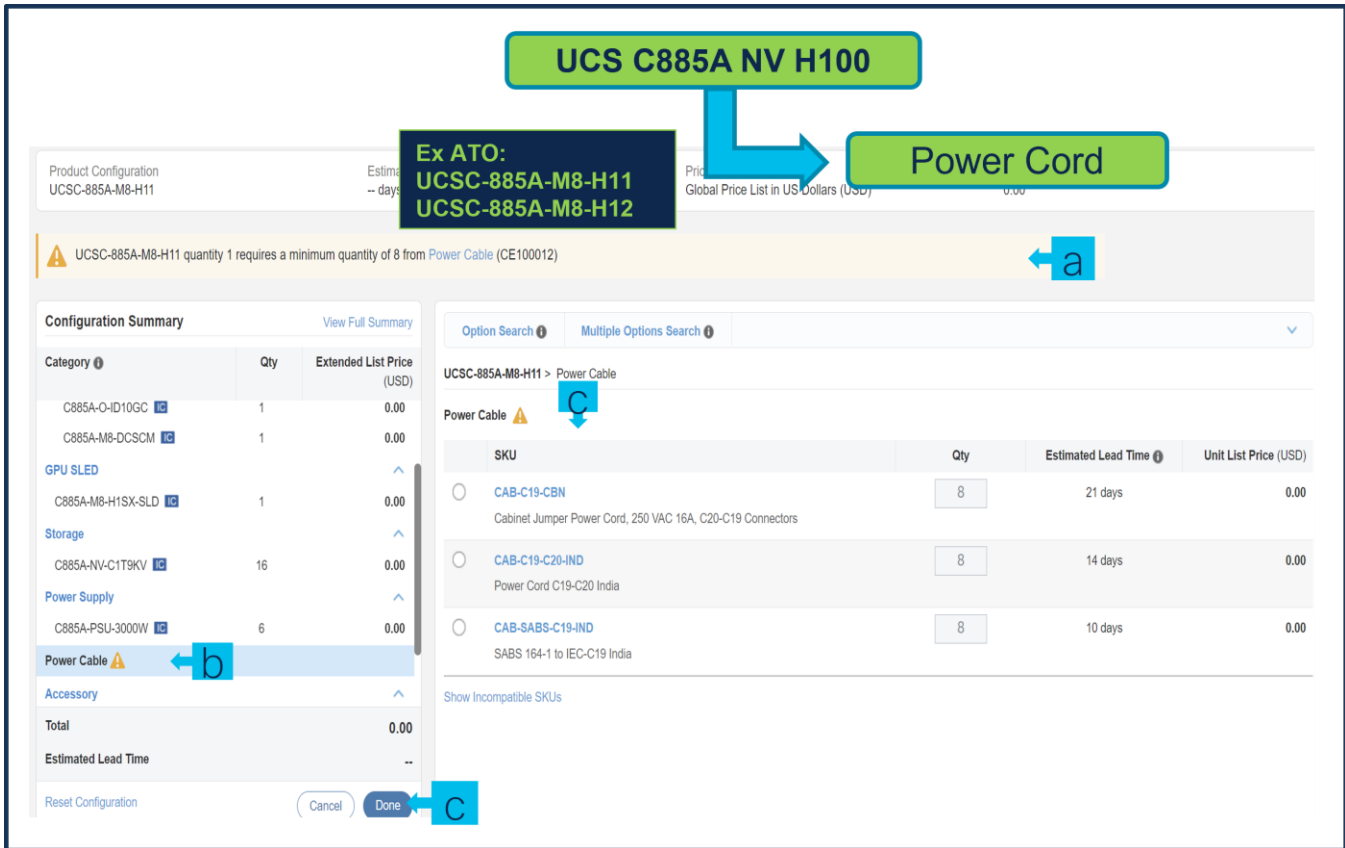 UCS C885A NV H100
Power Cord
Ex ATO:
UCSC-885A-M8-H11
UCSC-885A-M8-H12
Product Configuration
UCSC-885A-M8-H11
-- days
Global Price List in US Dollars (USD)
0.00
UCSC-885A-M8-H11 quantity 1 requires a minimum quantity of 8 from Power Cable (CE100012)
a
Configuration Summary View Full Summary
Category Qty Extended List Price
(USD)
C885A-O-ID10GC IC 1 0.00
C885A-M8-DCSCM IC 1 0.00
GPU SLED
C885A-M8-H1SX-SLD IC 1 0.00
Storage
C885A-NV-C1T9KV IC 16 0.00
Power Supply
C885A-PSU-3000W IC 6 0.00
Power Cable
b
Accessory
Total 0.00
Estimated Lead Time --
Reset Configuration Cancel Done
C
Option Search Multiple Options Search
UCSC-885A-M8-H11 > Power Cable
C
Power Cable
SKU Qty Estimated Lead Time Unit List Price (USD)
CAB-C19-CBN 8 21 days 0.00
Cabinet Jumper Power Cord, 250 VAC 16A, C20-C19 Connectors
CAB-C19-C20-IND 8 14 days 0.00
Power Cord C19-C20 India
CAB-SABS-C19-IND 8 10 days 0.00
SABS 164-1 to IEC-C19 India
Show Incompatible SKUs